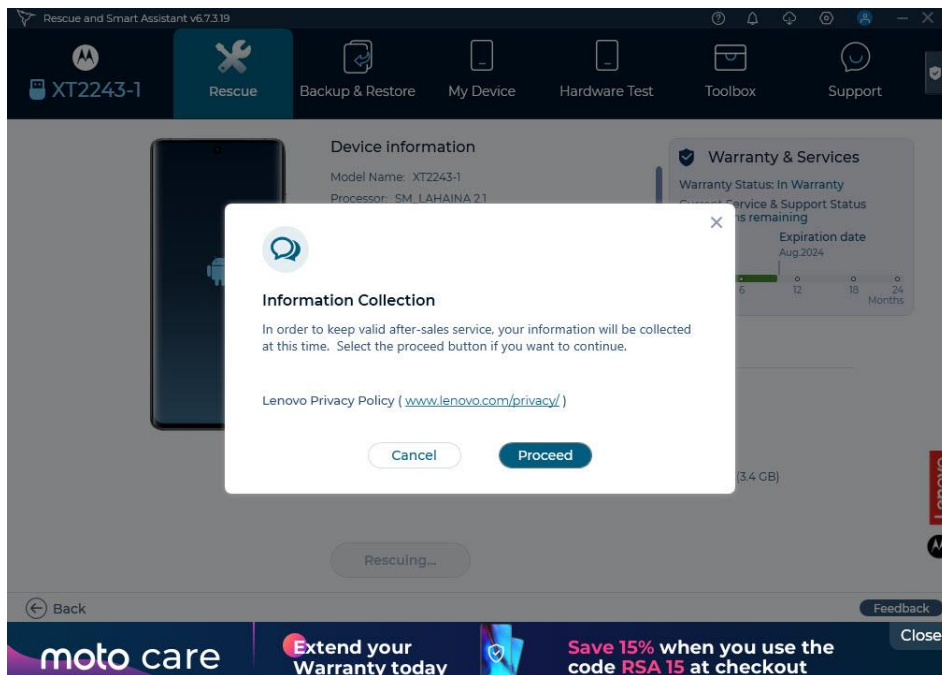 Rescue and Smart Assistant v6.7.3.19
XT2243-1
Rescue
Backup & Restore
My Device
Hardware Test
Toolbox
Support
Device information
Model Name: XT2243-1
Processor: SM_LAHAINA 2.1
Warranty & Services
Warranty Status: In Warranty
Service & Support Status
remaining
Expiration date
Aug.2024
6 12 18 24
Months
Information Collection
In order to keep valid after-sales service, your information will be collected
at this time. Select the proceed button if you want to continue.
Lenovo Privacy Policy ( www.lenovo.com/privacy/ )
Cancel
Proceed
(3.4 GB)
Rescuing...
Back
Feedback
moto care
Extend your
Warranty today
Save 15% when you use the
code RSA 15 at checkout
Close